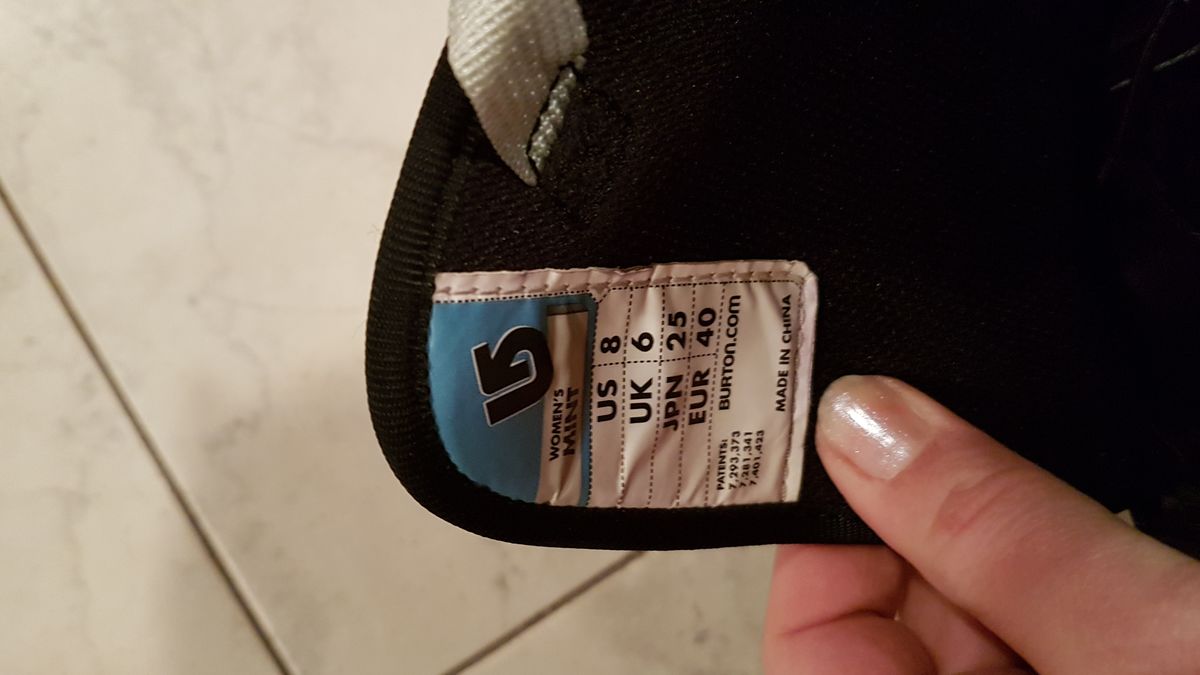 WOMEN'S
MINT
US 8
UK 6
JPN 25
EUR 40
BURTON.COM
PATENTS:
7,293,373
7,281,341
7,401,423
MADE IN CHINA